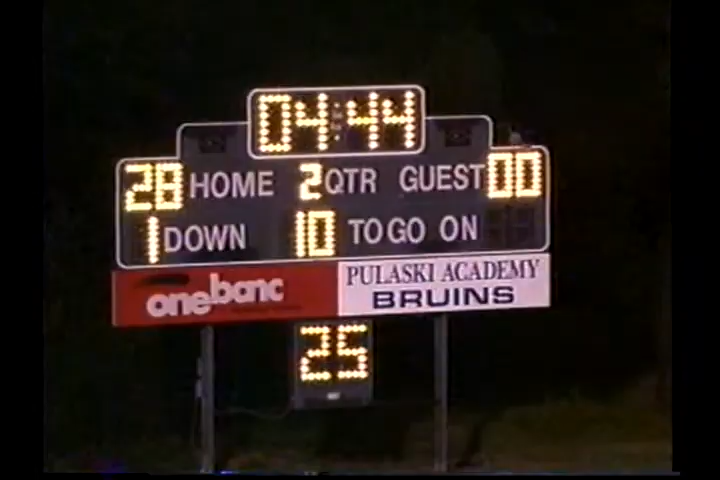 04:44
28 HOME 2 QTR GUEST 00
1 DOWN 10 TO GO ON
onebanc
PULASKI ACADEMY
BRUINS
25